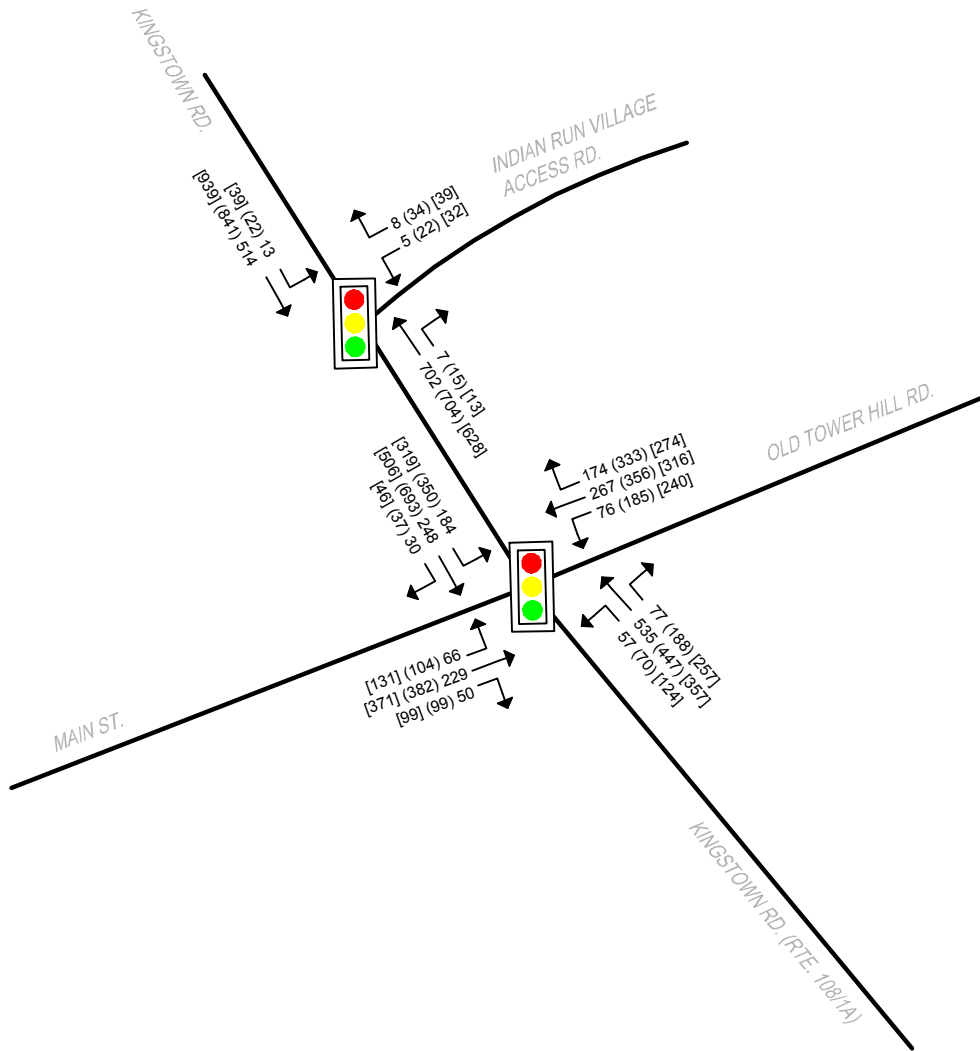 KINGSTOWN RD.
INDIAN RUN VILLAGE
ACCESS RD.
[39] (22) 13
[939] (841) 514
8 (34) [39]
5 (22) [32]
7 (15) [13]
702 (704) [628]
OLD TOWER HILL RD.
[319] (350) 184
[506] (693) 248
[46] (37) 30
174 (333) [274]
267 (356) [316]
76 (185) [240]
77 (188) [257]
535 (447) [357]
57 (70) [124]
[131] (104) 66
[371] (382) 229
[99] (99) 50
MAIN ST.
KINGSTOWN RD. (RTE. 108/1A)